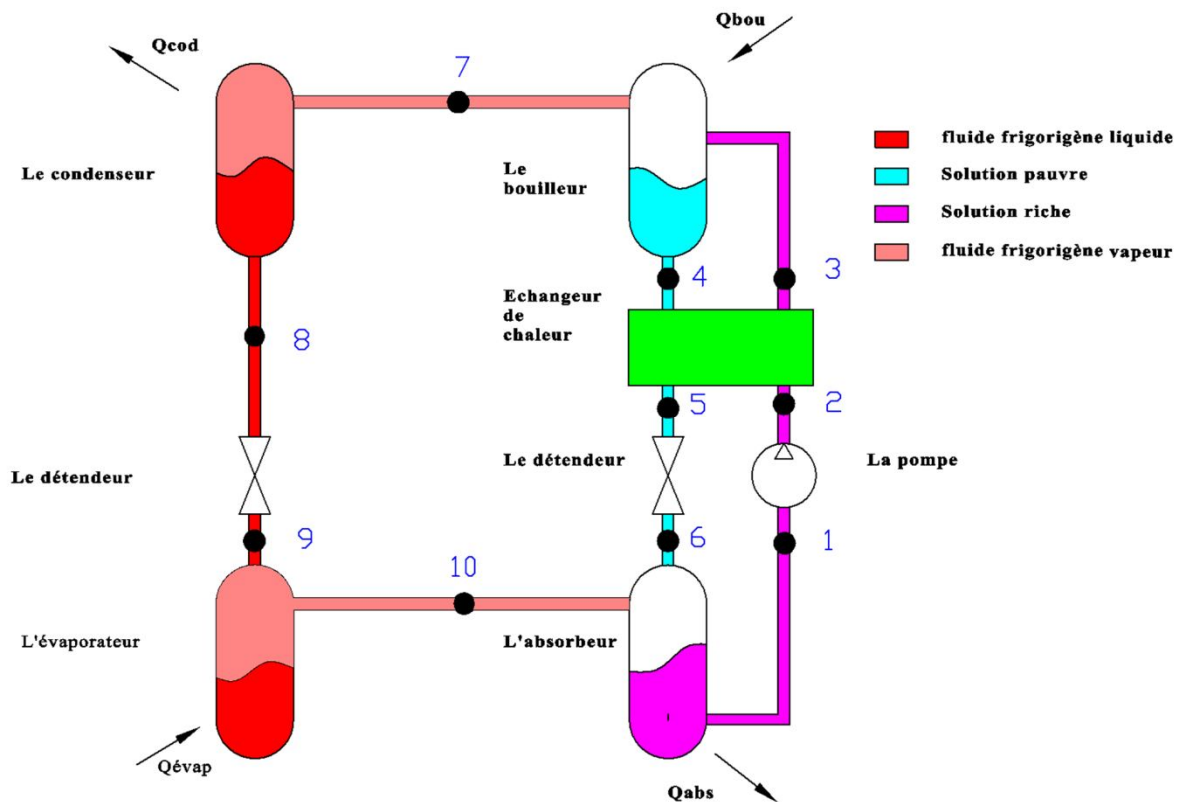 Qcod
Qbou
7
fluide frigorigène liquide
Le condenseur
Le
bouilleur
Solution pauvre
Solution riche
fluide frigorigène vapeur
4
3
Echangeur
de
chaleur
8
5
2
Le détendeur
Le détendeur
La pompe
9
6
1
10
L'évaporateur
L'absorbeur
Qévap
Qabs